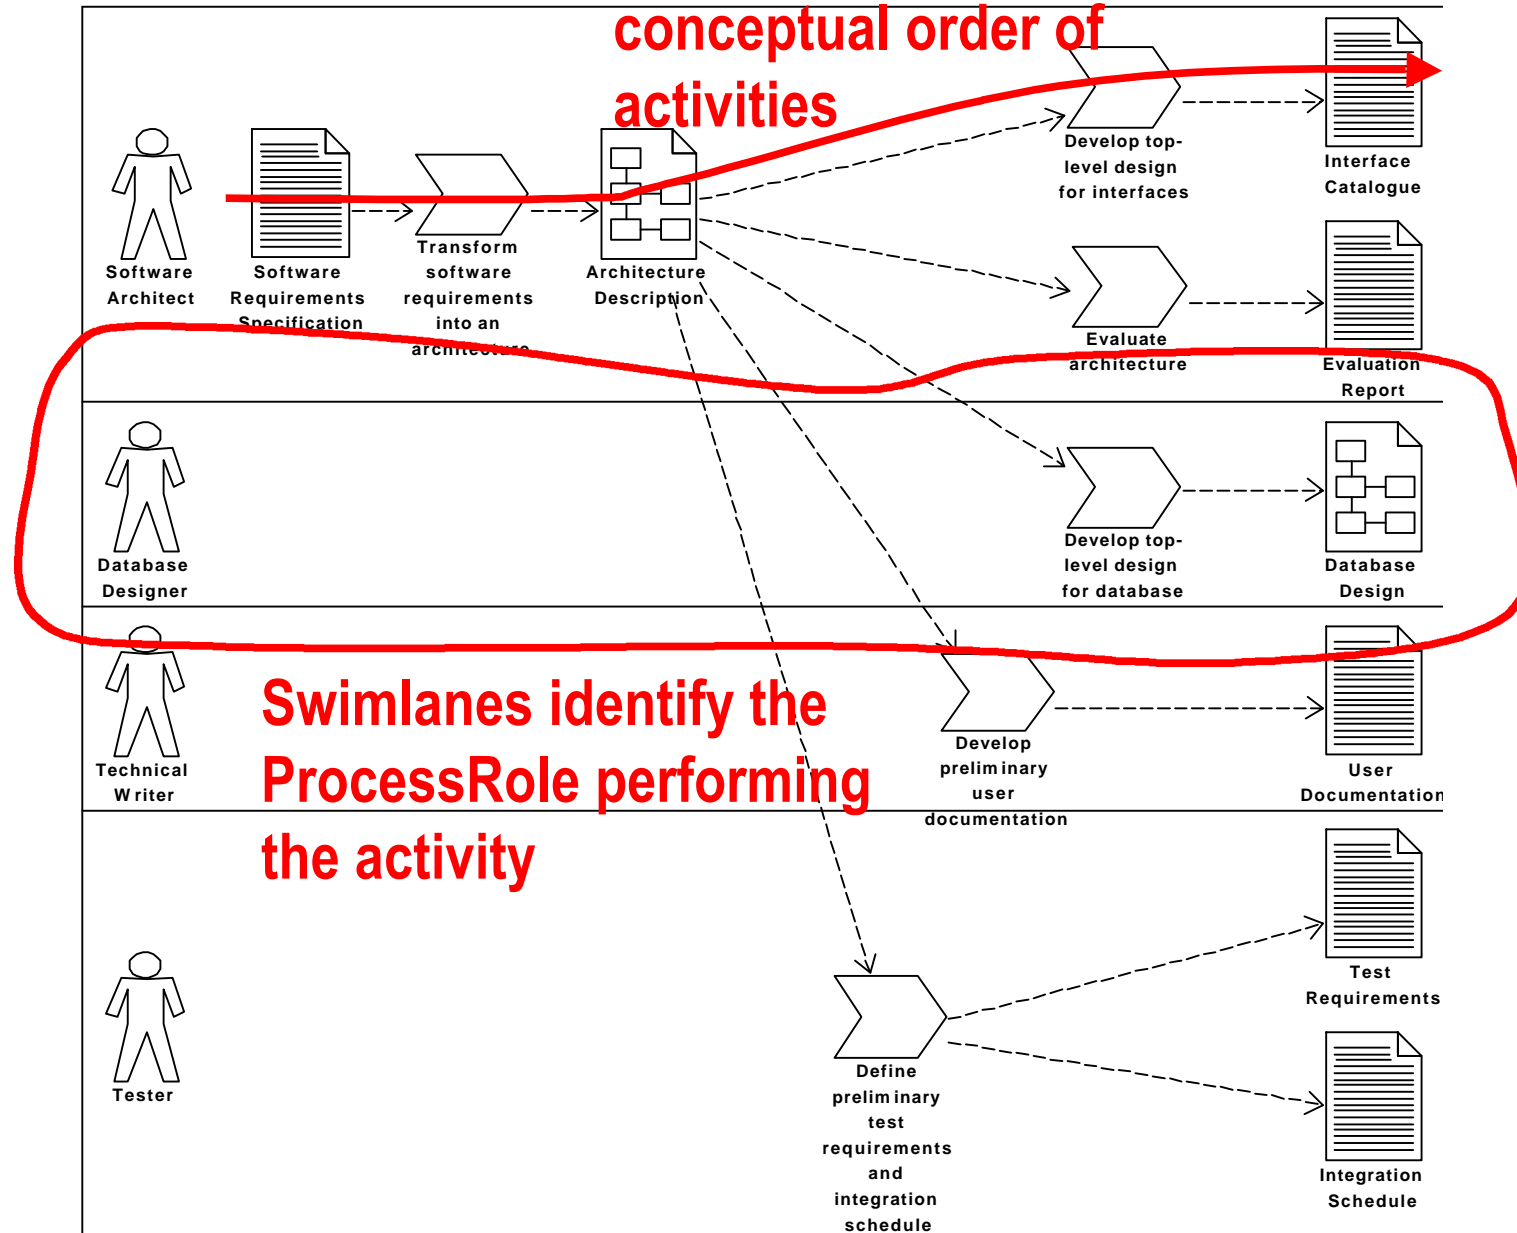 conceptual order of
activities
Develop top-
level design
for interfaces
Interface
Catalogue
Software
Architect
Software
Requirements
Specification
Transform
software
requirements
into an
architecture
Architecture
Description
Evaluate
architecture
Evaluation
Report
Database
Designer
Develop top-
level design
for database
Database
Design
Technical
Writer
Swimlanes identify the
ProcessRole performing
the activity
Develop
preliminary
user
documentation
User
Documentation
Tester
Define
preliminary
test
requirements
and
integration
schedule
Test
Requirements
Integration
Schedule